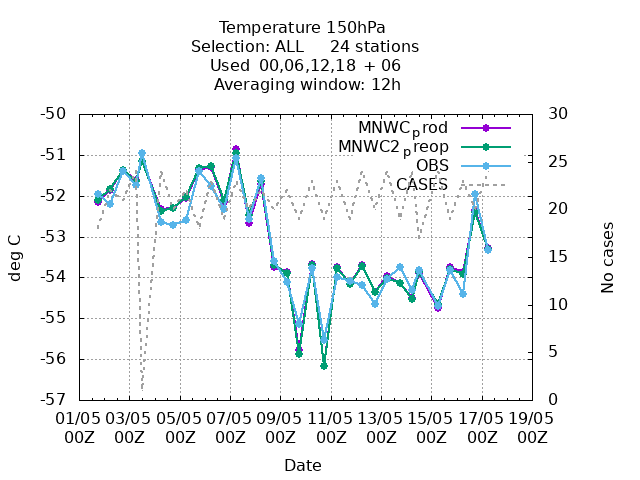 Temperature 150hPa
Selection: ALL 24 stations
Used 00,06,12,18 + 06
Averaging window: 12h
-50
-51
-52
-53
-54
-55
-56
-57
deg C
30
25
20
15
10
5
0
No cases
MNWC_prod
MNWC2_preop
OBS
CASES
01/05 03/05 05/05 07/05 09/05 11/05 13/05 15/05 17/05 19/05
00Z 00Z 00Z 00Z 00Z 00Z 00Z 00Z 00Z 00Z
Date